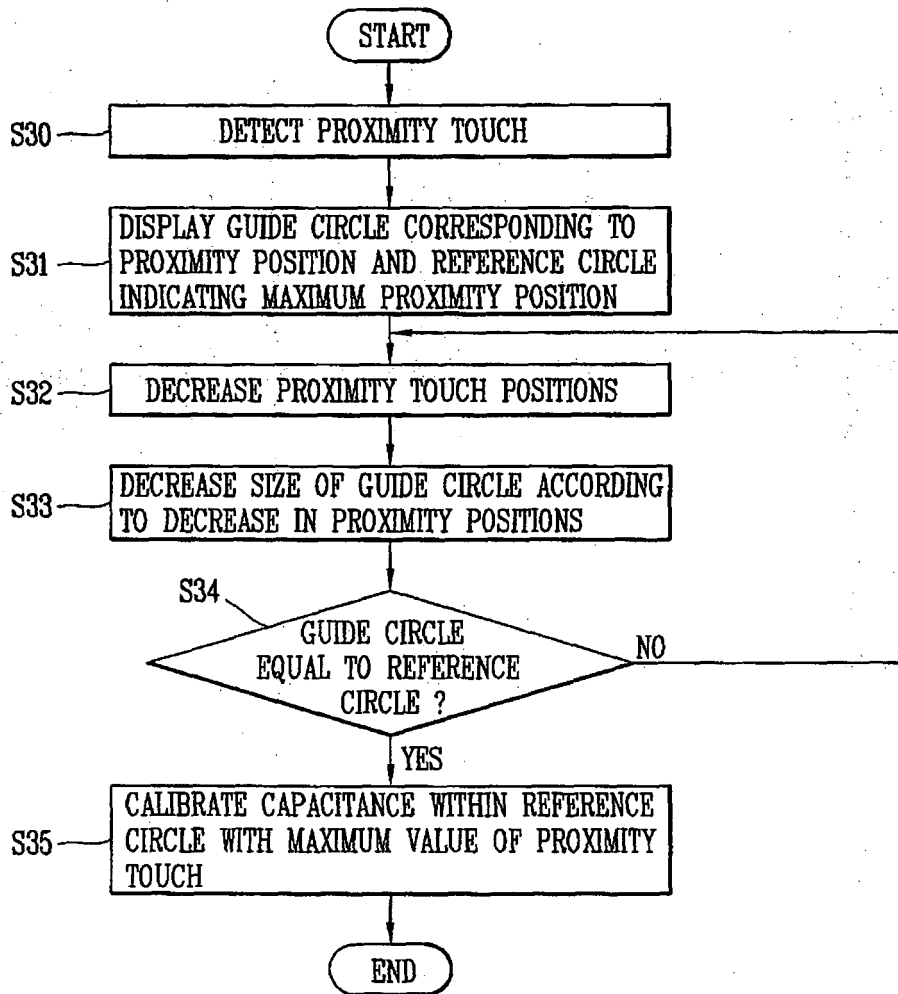 START
S30
DETECT PROXIMITY TOUCH
S31
DISPLAY GUIDE CIRCLE CORRESPONDING TO
PROXIMITY POSITION AND REFERENCE CIRCLE
INDICATING MAXIMUM PROXIMITY POSITION
S32
DECREASE PROXIMITY TOUCH POSITIONS
S33
DECREASE SIZE OF GUIDE CIRCLE ACCORDING
TO DECREASE IN PROXIMITY POSITIONS
S34
GUIDE CIRCLE
EQUAL TO REFERENCE
CIRCLE ?
NO
YES
S35
CALIBRATE CAPACITANCE WITHIN REFERENCE
CIRCLE WITH MAXIMUM VALUE OF PROXIMITY
TOUCH
END